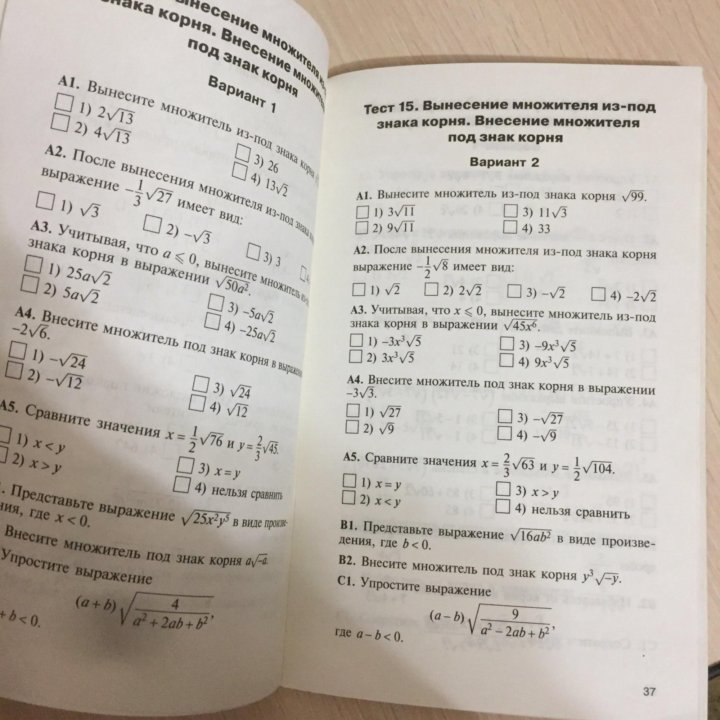 Вынесение множителя из-
знака корня. Внесение множителя
под знак корня
Вариант 1
А1. Вынесите множитель из-под знака корня
1) 2√13
3) 26
2) 4√13
4) 13√2
А2. После вынесения множителя из-под знака
выражение −1/3√27 имеет вид:
1) √3
2) −√3
3) 3
А3. Учитывая, что a ⩽ 0, вынесите множитель из-
знака корня в выражении √50a².
1) 25a√2
3) −5a√2
2) 5a√2
4) −25a√2
А4. Внесите множитель под знак корня в выражении
−2√6.
1) −√24
3) √24
2) −√12
4) √12
А5. Сравните значения x = 1/2√76 и y = 2/3√45.
1) x < y
3) x = y
2) x > y
4) нельзя сравнить
Представьте выражение √25x²y⁵ в виде произве-
ния, где x < 0.
Внесите множитель под знак корня a√−a.
Упростите выражение
(a + b)√4/(a² + 2ab + b²),
+ b < 0.
Тест 15. Вынесение множителя из-под
знака корня. Внесение множителя
под знак корня
Вариант 2
А1. Вынесите множитель из-под знака корня √99.
1) 3√11
3) 11√3
2) 9√11
4) 33
А2. После вынесения множителя из-под знака корня
выражение −1/2√8 имеет вид:
1) √2
2) 2√2
3) −√2
4) −2√2
А3. Учитывая, что x ⩽ 0, вынесите множитель из-под
знака корня в выражении √45x⁶.
1) −3x³√5
3) −9x³√5
2) 3x³√5
4) 9x³√5
А4. Внесите множитель под знак корня в выражении
−3√3.
1) √27
3) −√27
2) √9
4) −√9
А5. Сравните значения x = 2/3√63 и y = 1/2√104.
1) x = y
3) x > y
2) x < y
4) нельзя сравнить
В1. Представьте выражение √16ab² в виде произве-
дения, где b < 0.
В2. Внесите множитель под знак корня y³√−y.
С1. Упростите выражение
(a − b)√9/(a² − 2ab + b²),
где a − b < 0.
37